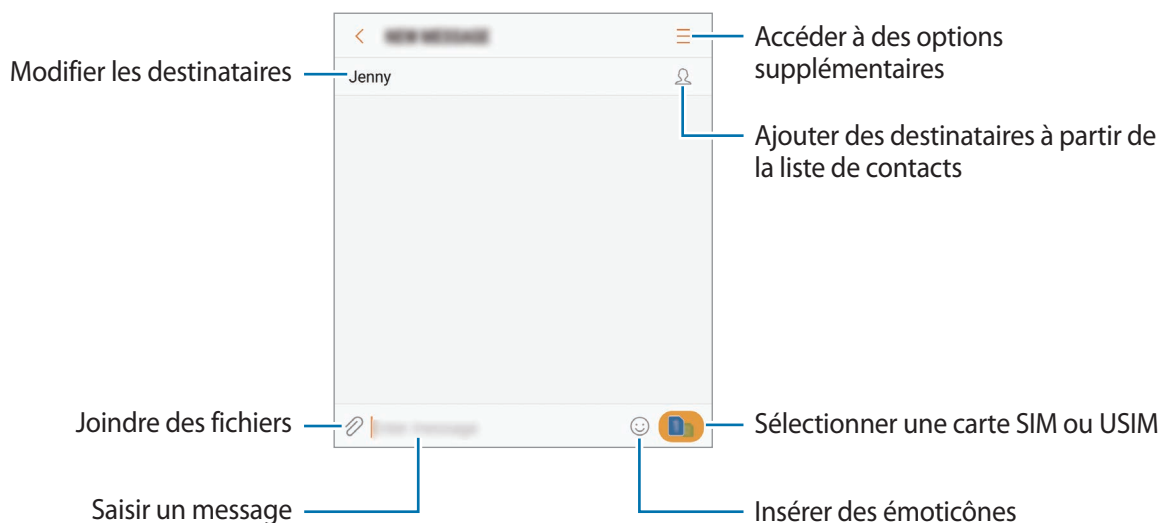 Accéder à des options
supplémentaires
Modifier les destinataires
Jenny
Ajouter des destinataires à partir de
la liste de contacts
Joindre des fichiers
Sélectionner une carte SIM ou USIM
Saisir un message
Insérer des émoticônes